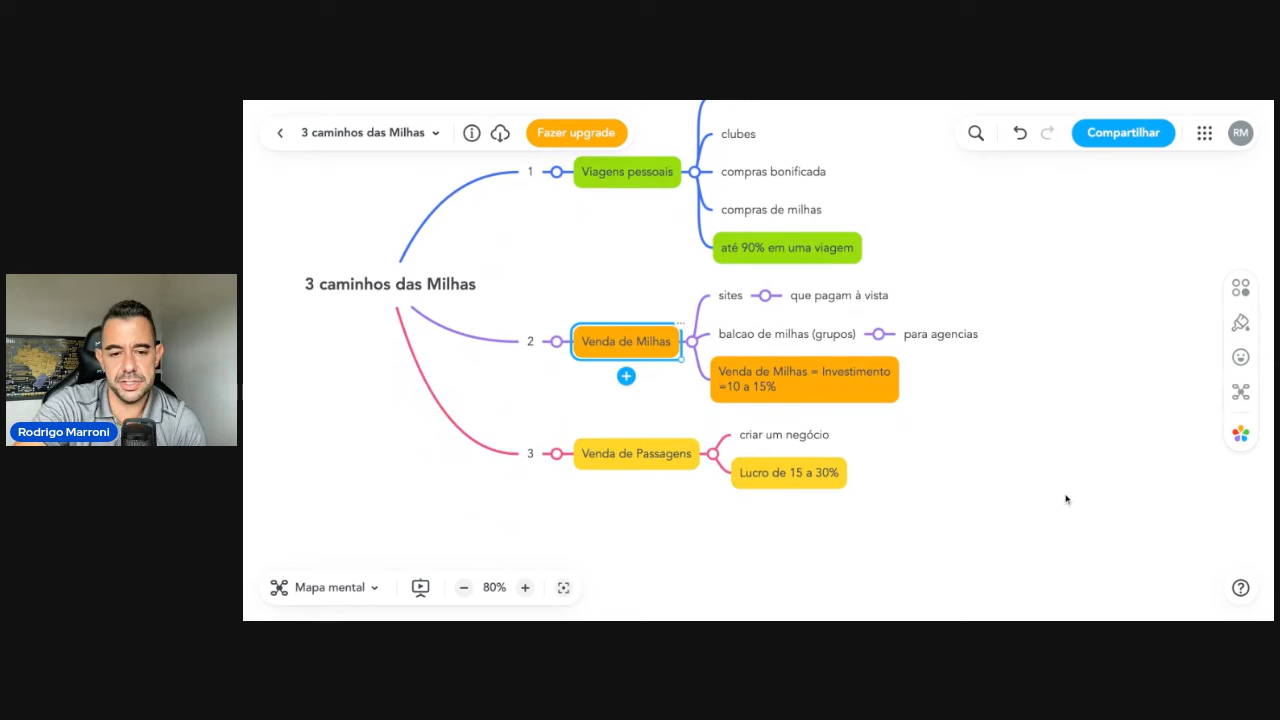 3 caminhos das Milhas
Fazer upgrade
Compartilhar
RM
clubes
1
Viagens pessoais
compras bonificada
compras de milhas
até 90% em uma viagem
3 caminhos das Milhas
sites
que pagam à vista
2
Venda de Milhas
balcao de milhas (grupos)
para agencias
Venda de Milhas = Investimento
=10 a 15%
criar um negócio
3
Venda de Passagens
Lucro de 15 a 30%
Rodrigo Marroni
Mapa mental
80%